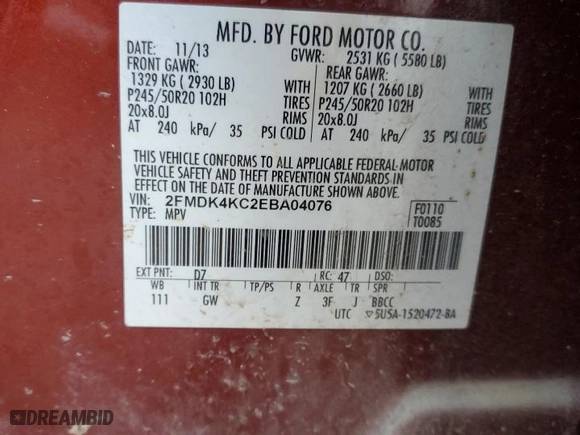 MFD. BY FORD MOTOR CO.
DATE: 11/13 GVWR: 2531 KG ( 5580 LB)
FRONT GAWR: REAR GAWR:
1329 KG ( 2930 LB) 1207 KG ( 2660 LB) WITH
P245/50R20 102H TIRES P245/50R20 102H TIRES
20x8.0J RIMS 20x8.0J RIMS
AT 240 kPa/ 35 PSI COLD AT 240 kPa/ 35 PSI COLD
THIS VEHICLE CONFORMS TO ALL APPLICABLE FEDERAL MOTOR
VEHICLE SAFETY AND THEFT PREVENTION STANDARDS IN
EFFECT ON THE DATE OF MANUFACTURE SHOWN ABOVE.
VIN: 2FMDK4KC2EBA04076 F0110
TYPE: MPV T0085
EXT PNT: D7 RC: 47 DSO:
WB INT TR TP/PS R AXLE TR SPR
111 GW Z 3F J BBCC
UTC ▽5U5A-1520472-BA
DREAMBID